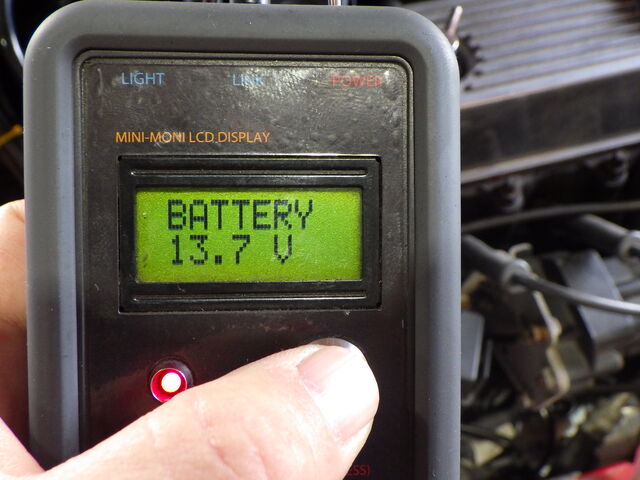 LIGHT LINK POWER
MINI-MONI LCD DISPLAY
BATTERY
13.7 V